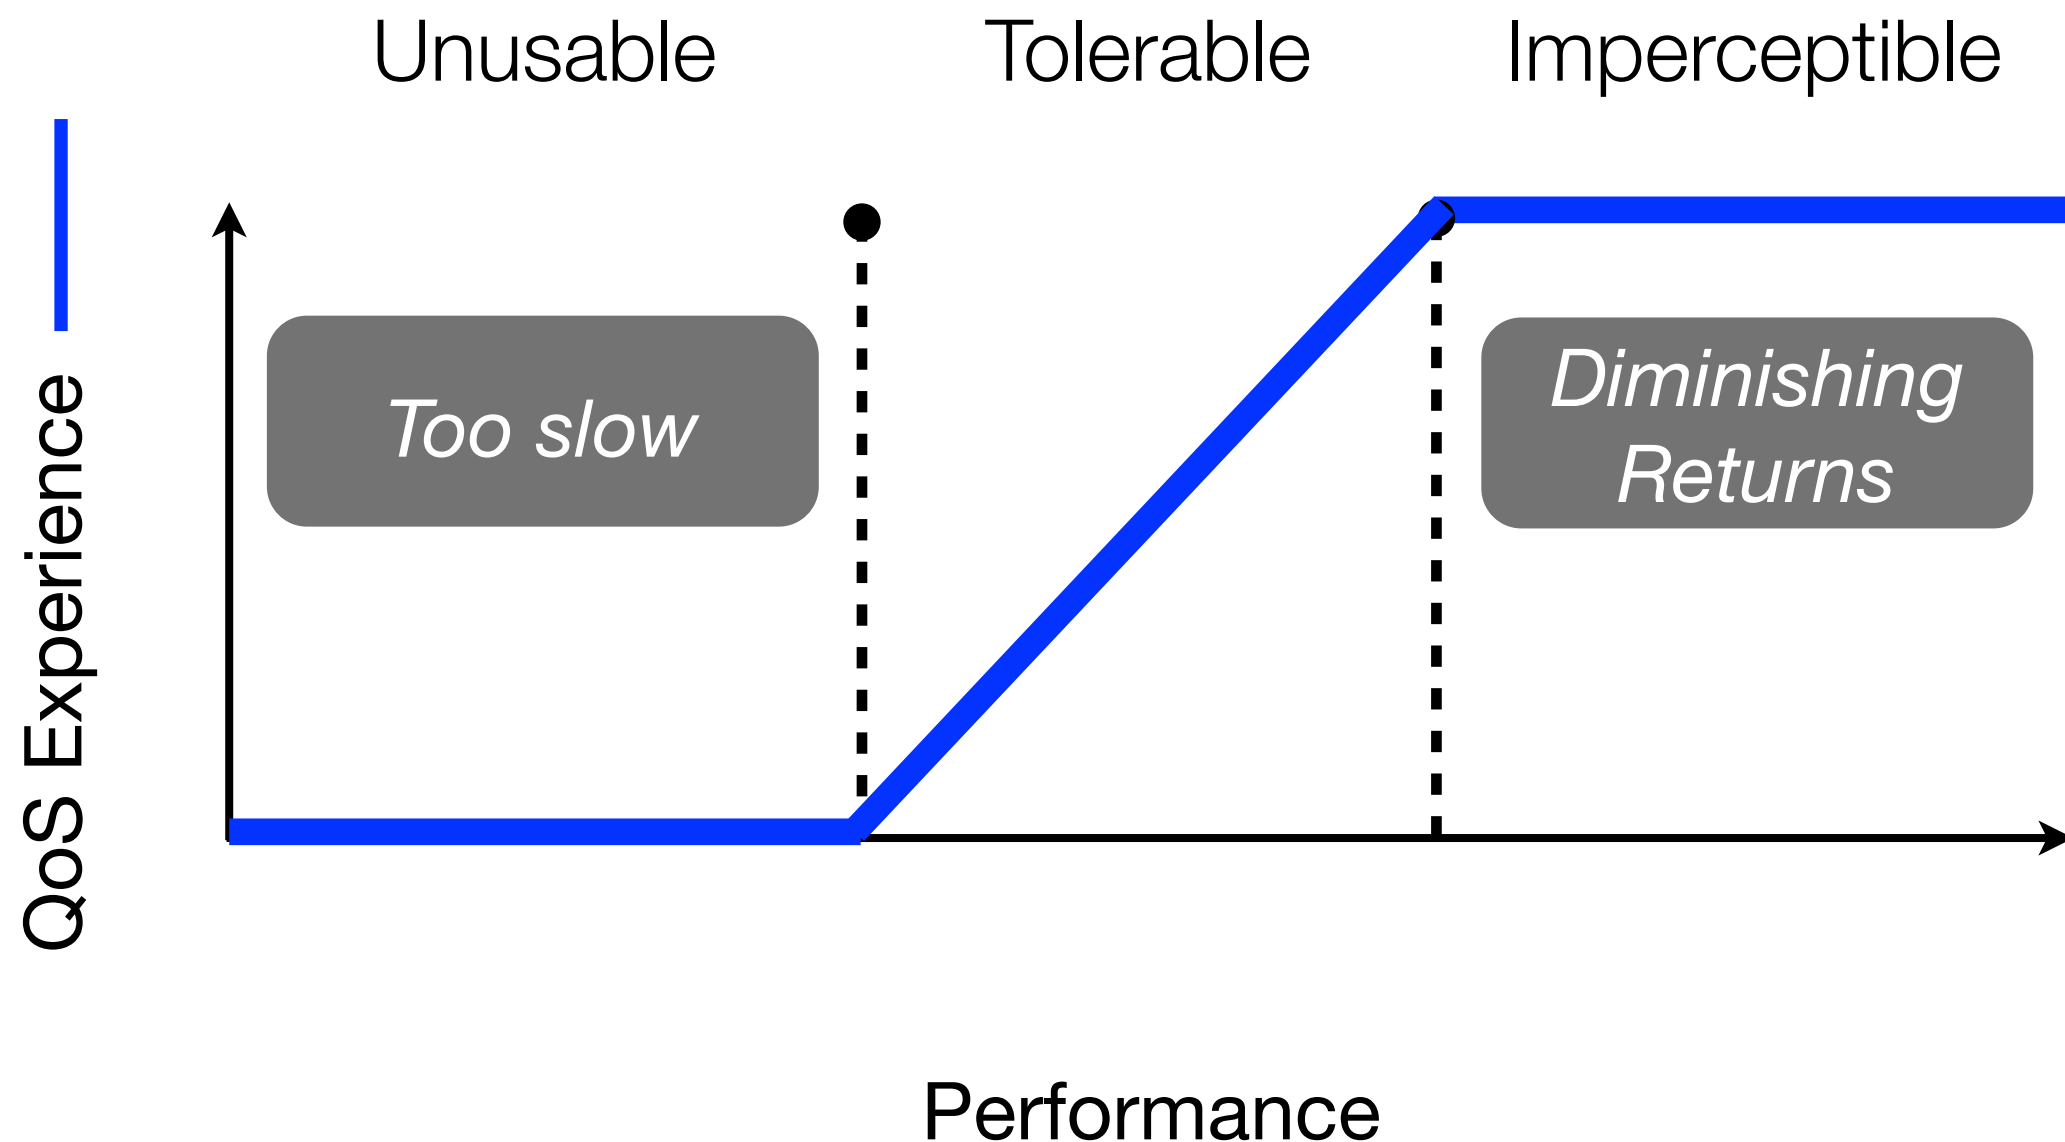 Unusable
Tolerable
Imperceptible
QoS Experience
Too slow
Diminishing
Returns
Performance